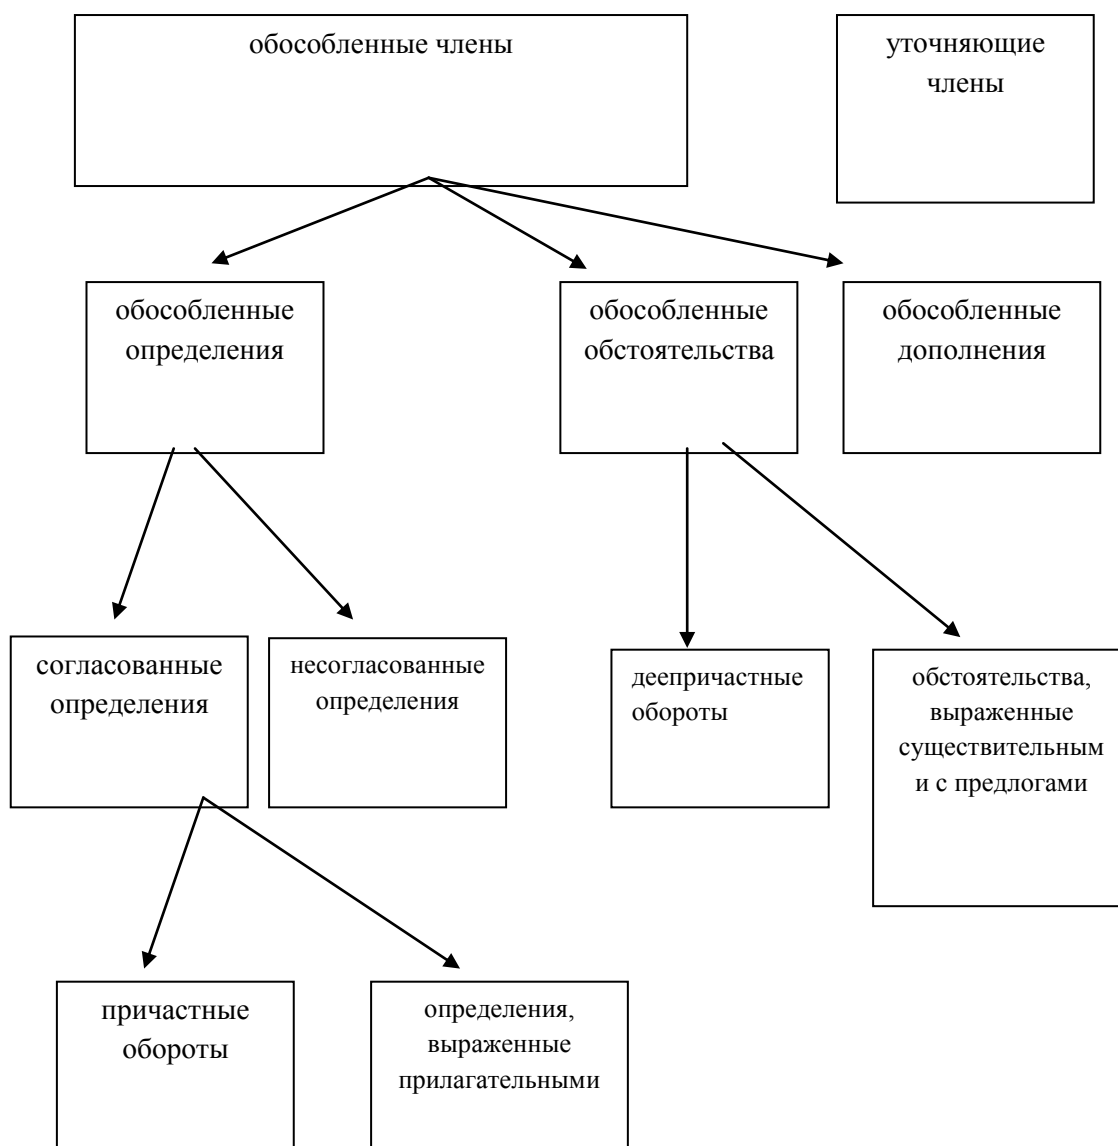 обособленные члены
уточняющие
члены
обособленные
определения
обособленные
обстоятельства
обособленные
дополнения
согласованные
определения
несогласованные
определения
деепричастные
обороты
обстоятельства,
выраженные
существительным
и с предлогами
причастные
обороты
определения,
выраженные
прилагательными